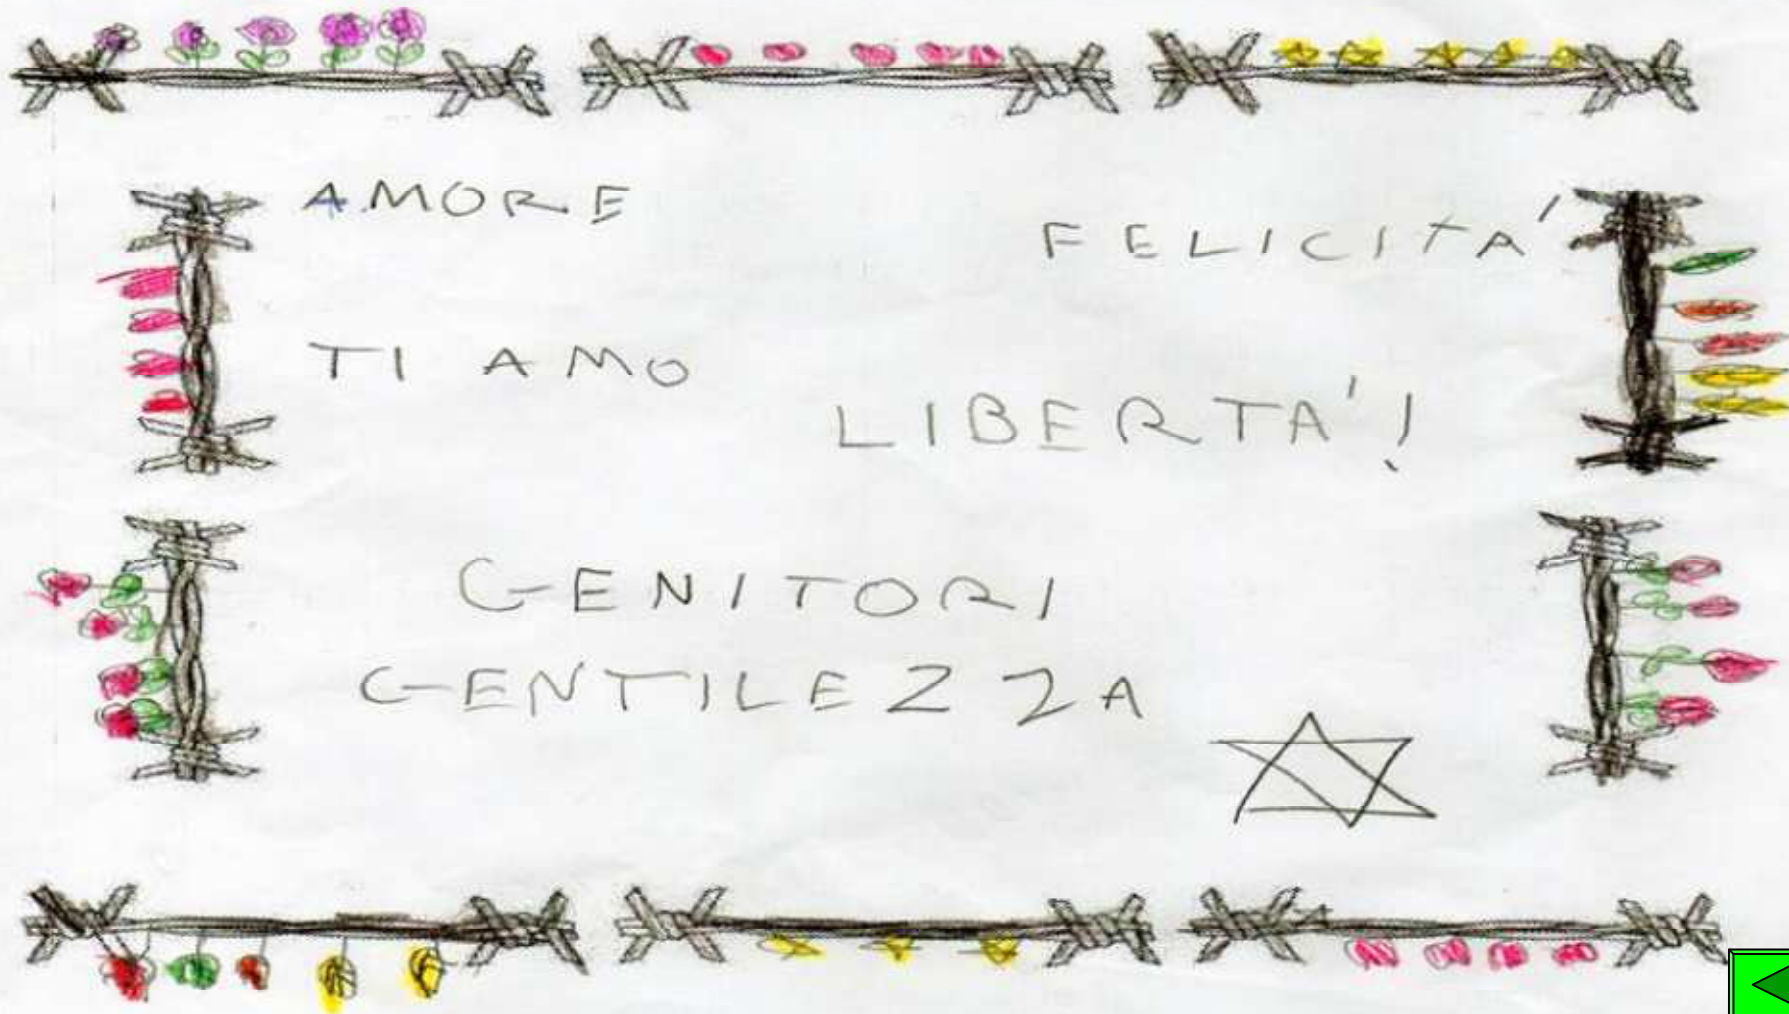 AMORE
FELICITA'
TI AMO
LIBERTA'!
GENITORI
GENTILEZZA